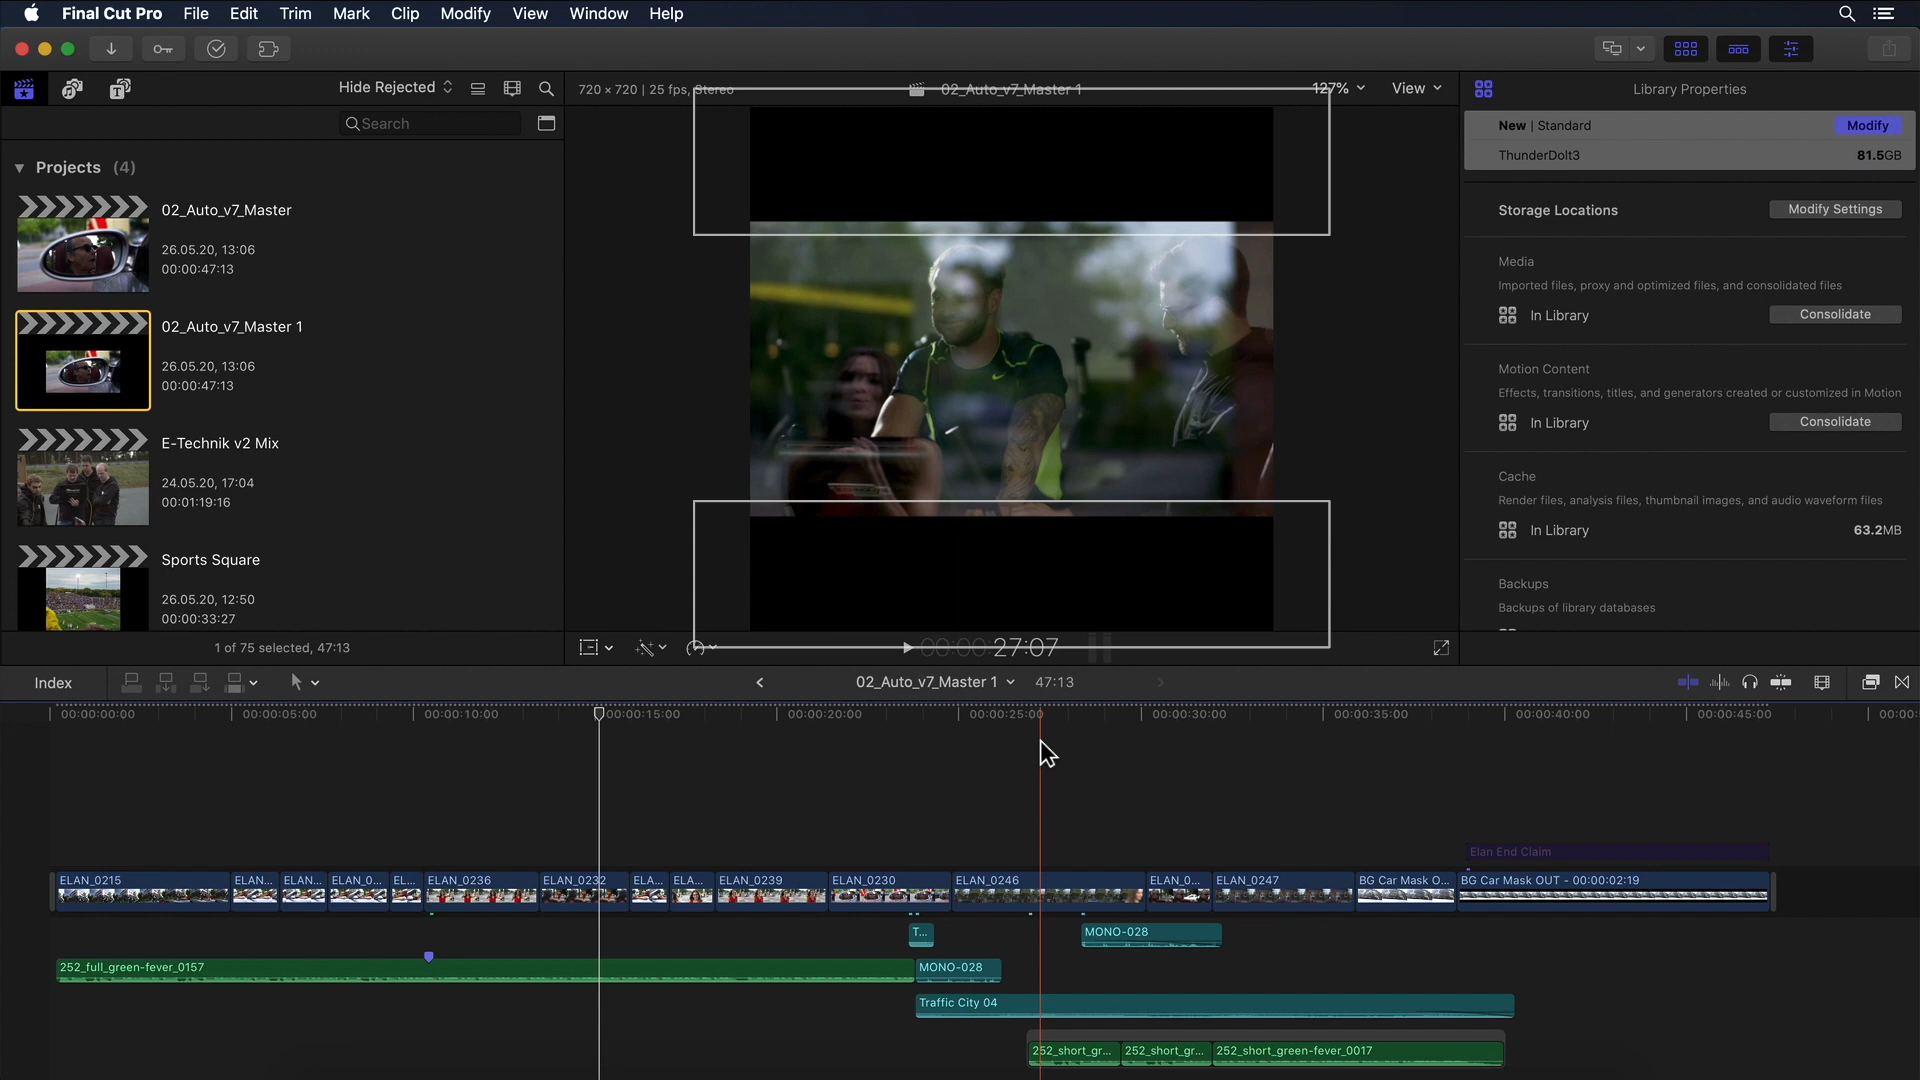 Final Cut Pro File Edit Trim Mark Clip Modify View Window Help
Hide Rejected
720 × 720 | 25 fps, Stereo
02_Auto_v7_Master 1
127%
View
Library Properties
Search
New | Standard
Modify
ThunderDolt3
81.5GB
Projects (4)
02_Auto_v7_Master
26.05.20, 13:06
00:00:47:13
02_Auto_v7_Master 1
26.05.20, 13:06
00:00:47:13
E-Technik v2 Mix
24.05.20, 17:04
00:01:19:16
Sports Square
26.05.20, 12:50
00:00:33:27
1 of 75 selected, 47:13
Storage Locations
Modify Settings
Media
Imported files, proxy and optimized files, and consolidated files
In Library
Consolidate
Motion Content
Effects, transitions, titles, and generators created or customized in Motion
In Library
Consolidate
Cache
Render files, analysis files, thumbnail images, and audio waveform files
In Library
63.2MB
Backups
Backups of library databases
00:00:27:07
Index
02_Auto_v7_Master 1
47:13
00:00:00:00 00:00:05:00 00:00:10:00 00:00:15:00 00:00:20:00 00:00:25:00 00:00:30:00 00:00:35:00 00:00:40:00 00:00:45:00 00:00:
Elan End Claim
ELAN_0215 ELAN... ELAN... ELAN_0... EL... ELAN_0236 ELAN_0232 ELA... ELA... ELAN_0239 ELAN_0230 ELAN_0246 ELAN_0... ELAN_0247 BG Car Mask O... BG Car Mask OUT - 00:00:02:19
T... MONO-028
252_full_green-fever_0157 MONO-028
Traffic City 04
252_short_gr... 252_short_gr... 252_short_green-fever_0017